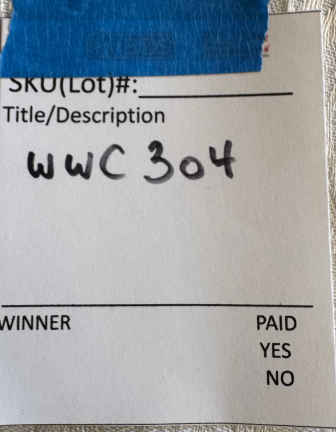 SKU(Lot)#:
Title/Description
WWC 304
WINNER PAID
YES
NO